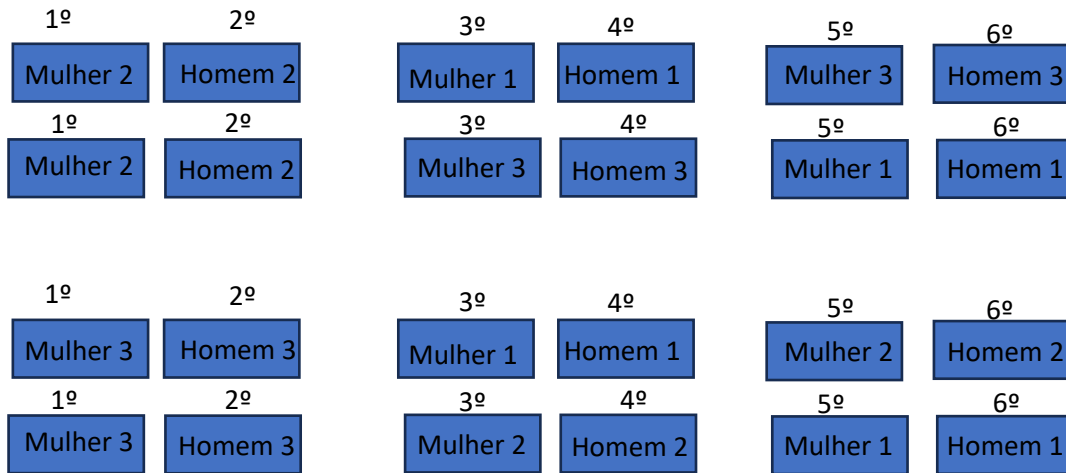 1º 2º 3º 4º 5º 6º
Mulher 2 Homem 2 Mulher 1 Homem 1 Mulher 3 Homem 3
1º 2º 3º 4º 5º 6º
Mulher 2 Homem 2 Mulher 3 Homem 3 Mulher 1 Homem 1
1º 2º 3º 4º 5º 6º
Mulher 3 Homem 3 Mulher 1 Homem 1 Mulher 2 Homem 2
1º 2º 3º 4º 5º 6º
Mulher 3 Homem 3 Mulher 2 Homem 2 Mulher 1 Homem 1